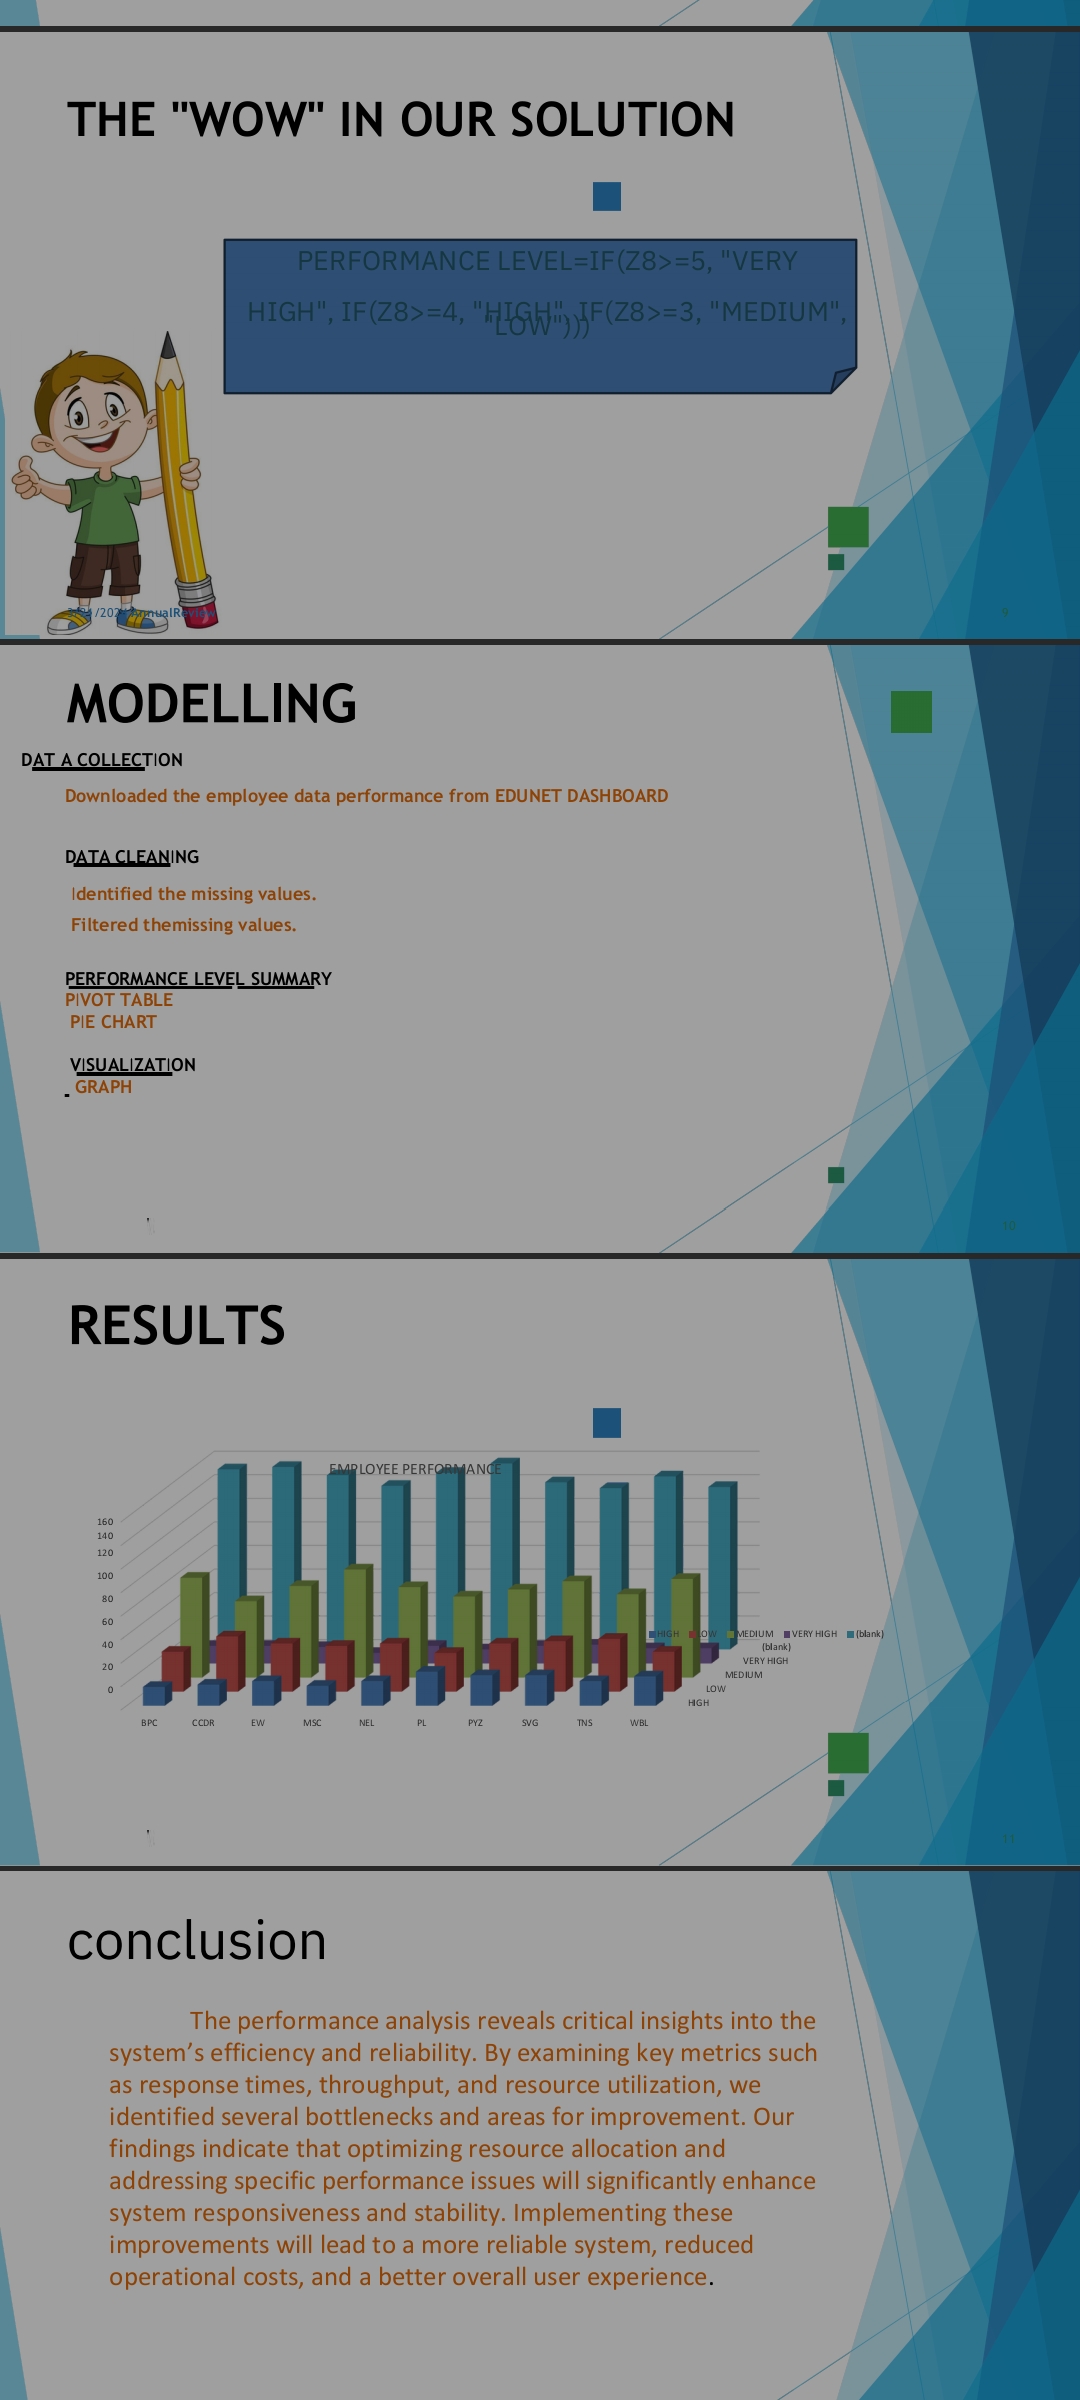 THE "WOW" IN OUR SOLUTION
PERFORMANCE LEVEL=IF(Z8>=5, "VERY
HIGH", IF(Z8>=4, "HIGH", IF(Z8>=3, "MEDIUM",
"LOW")))
AnnualReview
9
MODELLING
DAT A COLLECTION
Downloaded the employee data performance from EDUNET DASHBOARD
DATA CLEANING
Identified the missing values.
Filtered themissing values.
PERFORMANCE LEVEL SUMMARY
PIVOT TABLE
PIE CHART
VISUALIZATION
- GRAPH
10
RESULTS
EMPLOYEE PERFORMANCE
160
140
120
100
80
60
40
20
0
HIGH LOW MEDIUM VERY HIGH (blank)
(blank)
VERY HIGH
MEDIUM
LOW
HIGH
BPC CCDR EW MSC NEL PL PYZ SVG TNS WBL
11
conclusion
The performance analysis reveals critical insights into the
system’s efficiency and reliability. By examining key metrics such
as response times, throughput, and resource utilization, we
identified several bottlenecks and areas for improvement. Our
findings indicate that optimizing resource allocation and
addressing specific performance issues will significantly enhance
system responsiveness and stability. Implementing these
improvements will lead to a more reliable system, reduced
operational costs, and a better overall user experience.